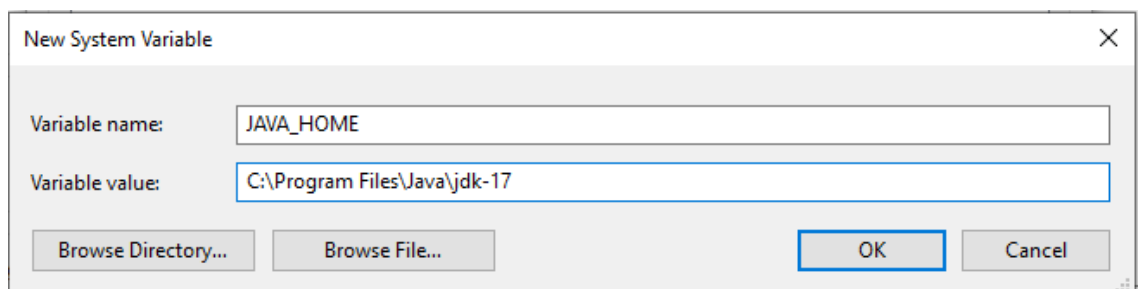 New System Variable
Variable name: JAVA_HOME
Variable value: C:\Program Files\Java\jdk-17
Browse Directory... Browse File... OK Cancel